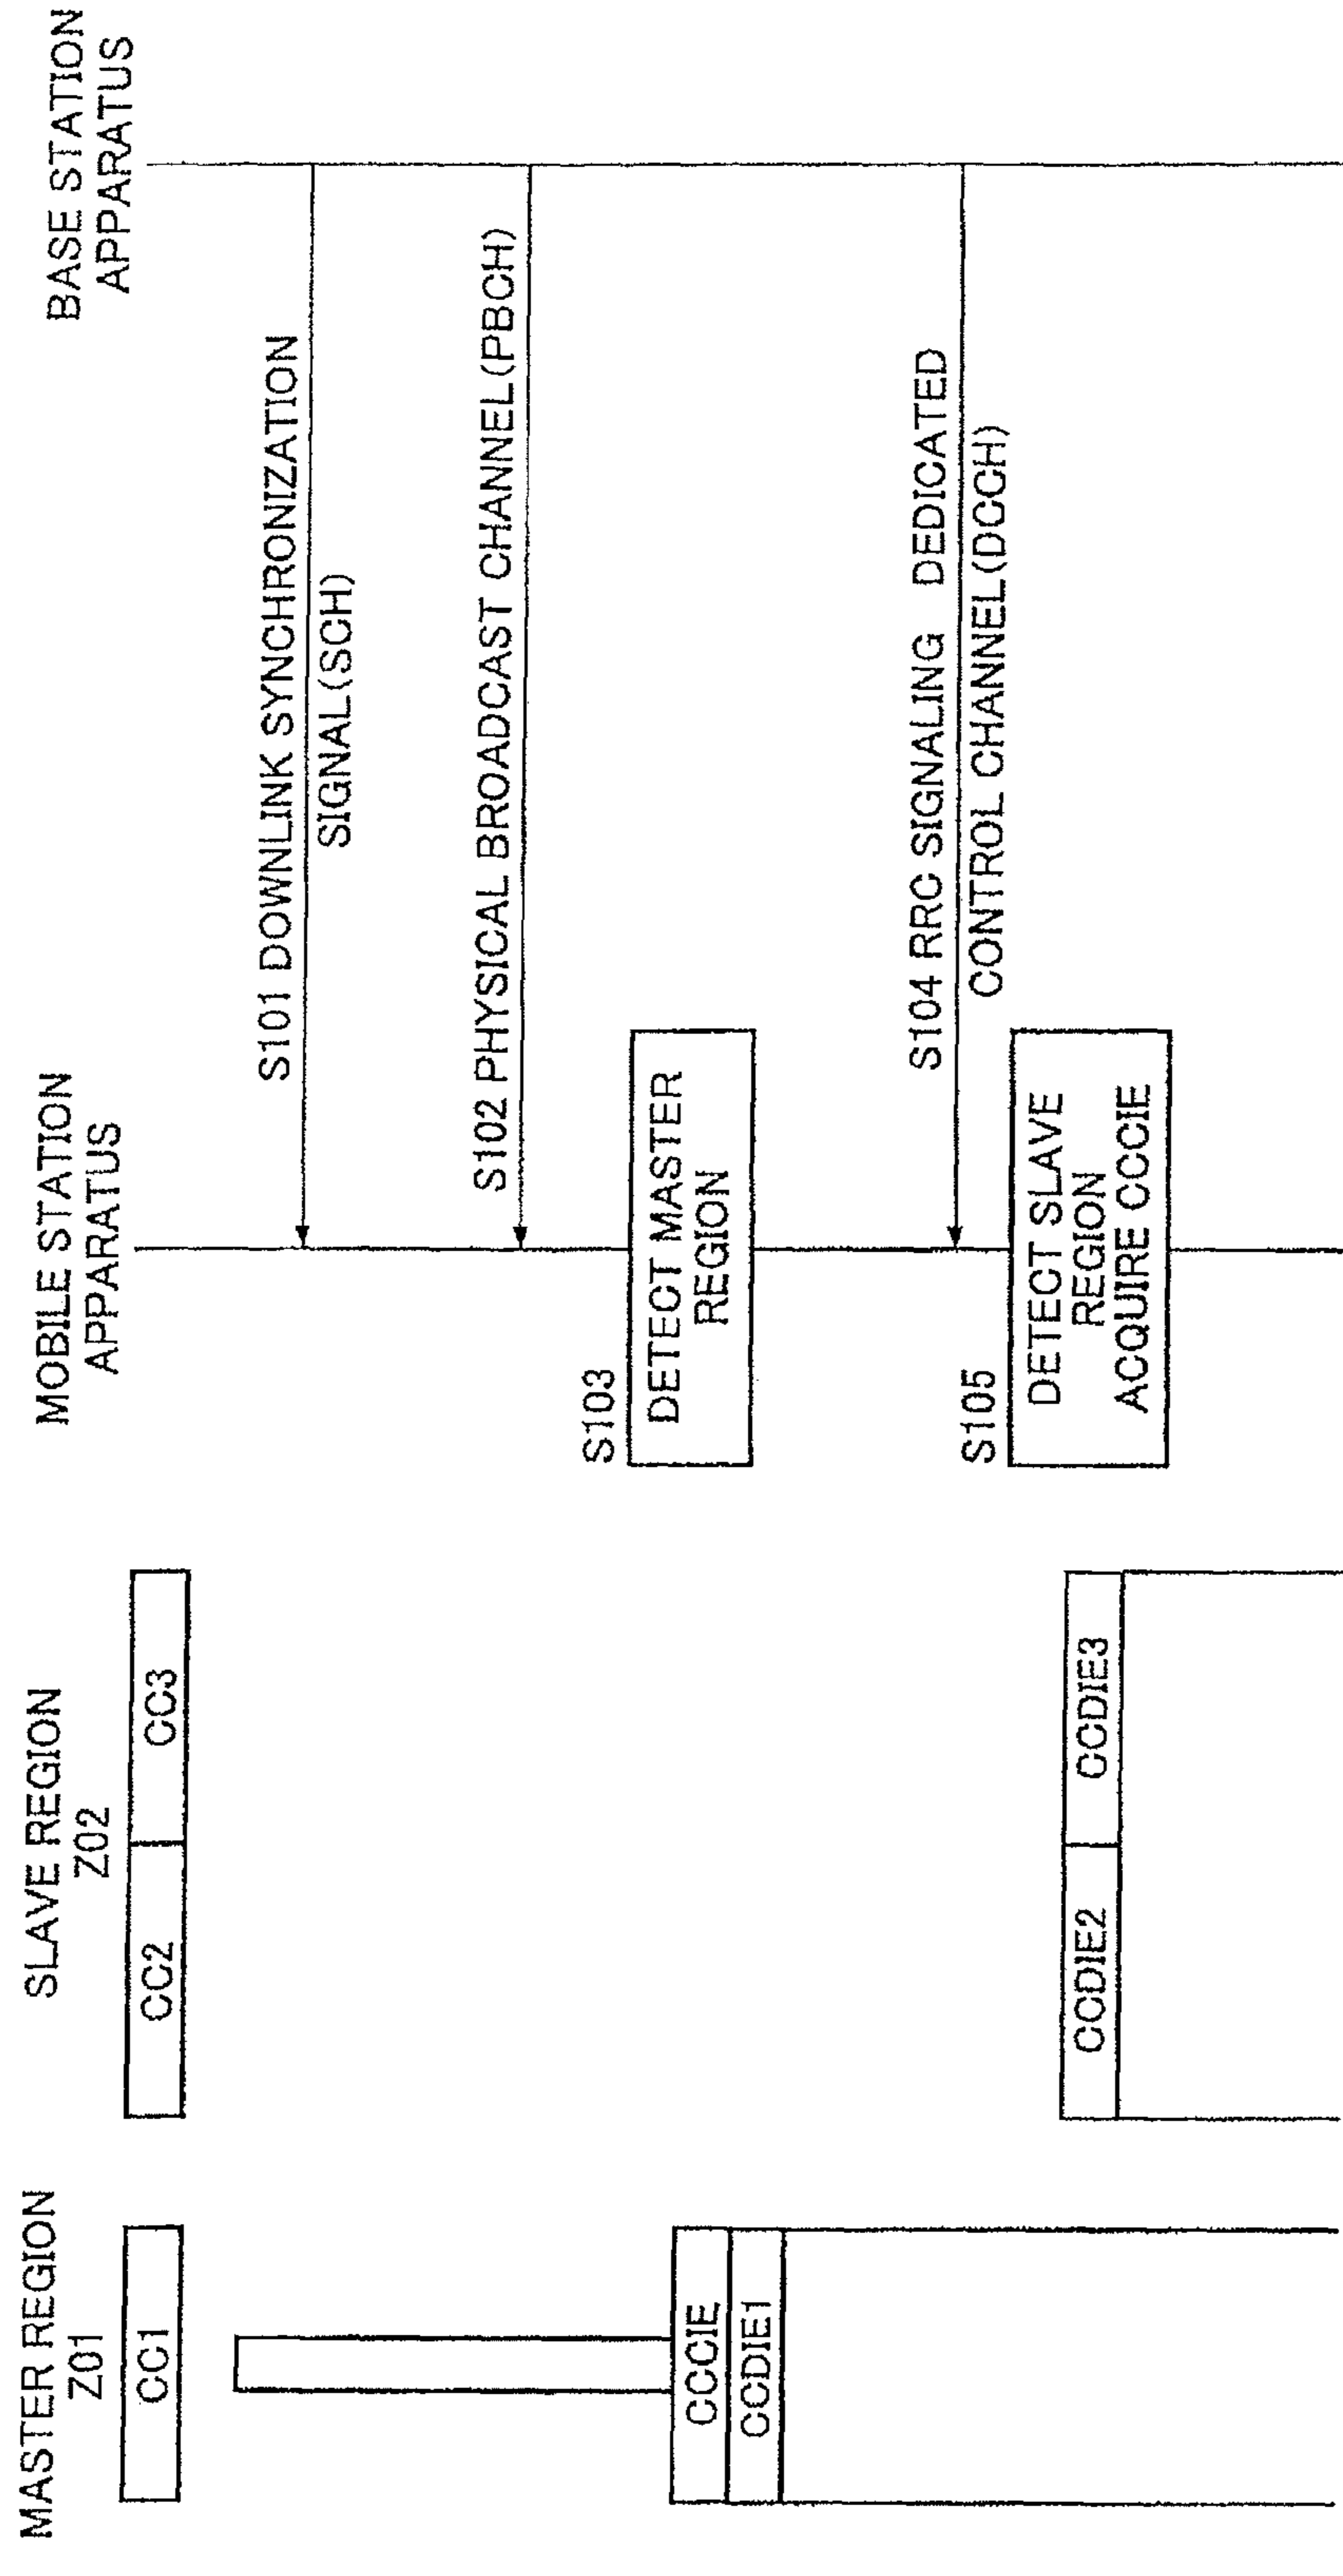 MASTER REGION
Z01
CC1
SLAVE REGION
Z02
CC2
CC3
MOBILE STATION
APPARATUS
BASE STATION
APPARATUS
S101 DOWNLINK SYNCHRONIZATION
SIGNAL(SCH)
S102 PHYSICAL BROADCAST CHANNEL(PBCH)
S103
DETECT MASTER
REGION
CCCIE
CCDIE1
S104 RRC SIGNALING DEDICATED
CONTROL CHANNEL(DCCH)
S105
DETECT SLAVE
REGION
ACQUIRE CCCIE
CCDIE2
CCDIE3